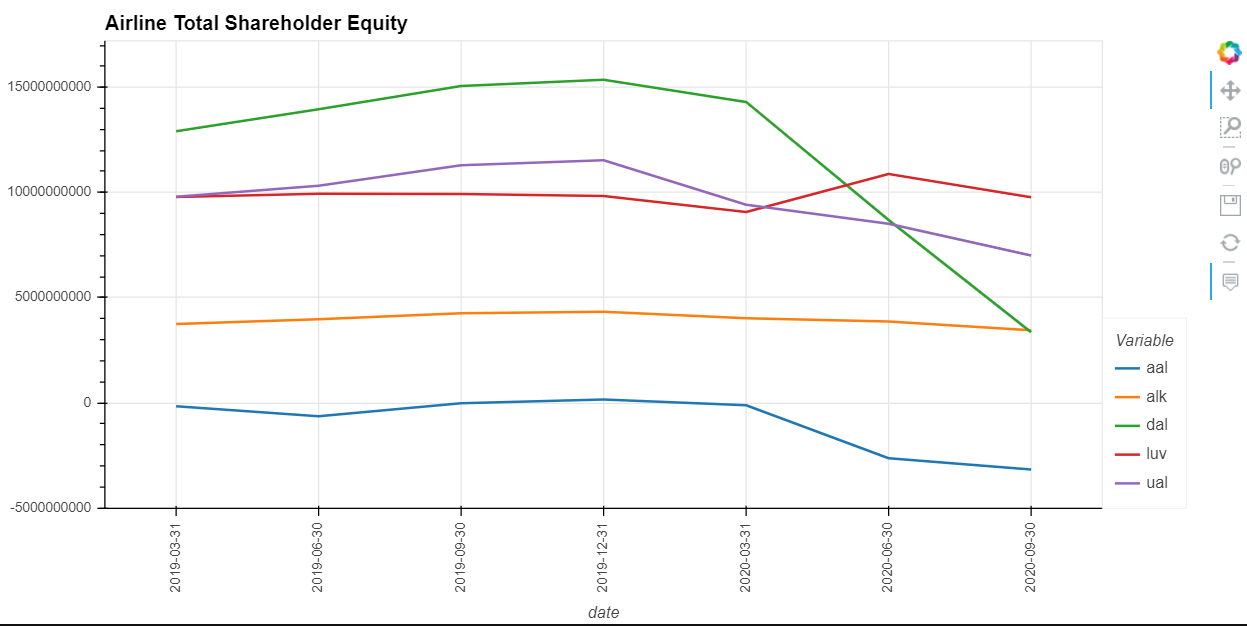 Airline Total Shareholder Equity
15000000000
10000000000
5000000000
0
-5000000000
2019-03-31
2019-06-30
2019-09-30
2019-12-31
2020-03-31
2020-06-30
2020-09-30
date
Variable
aal
alk
dal
luv
ual